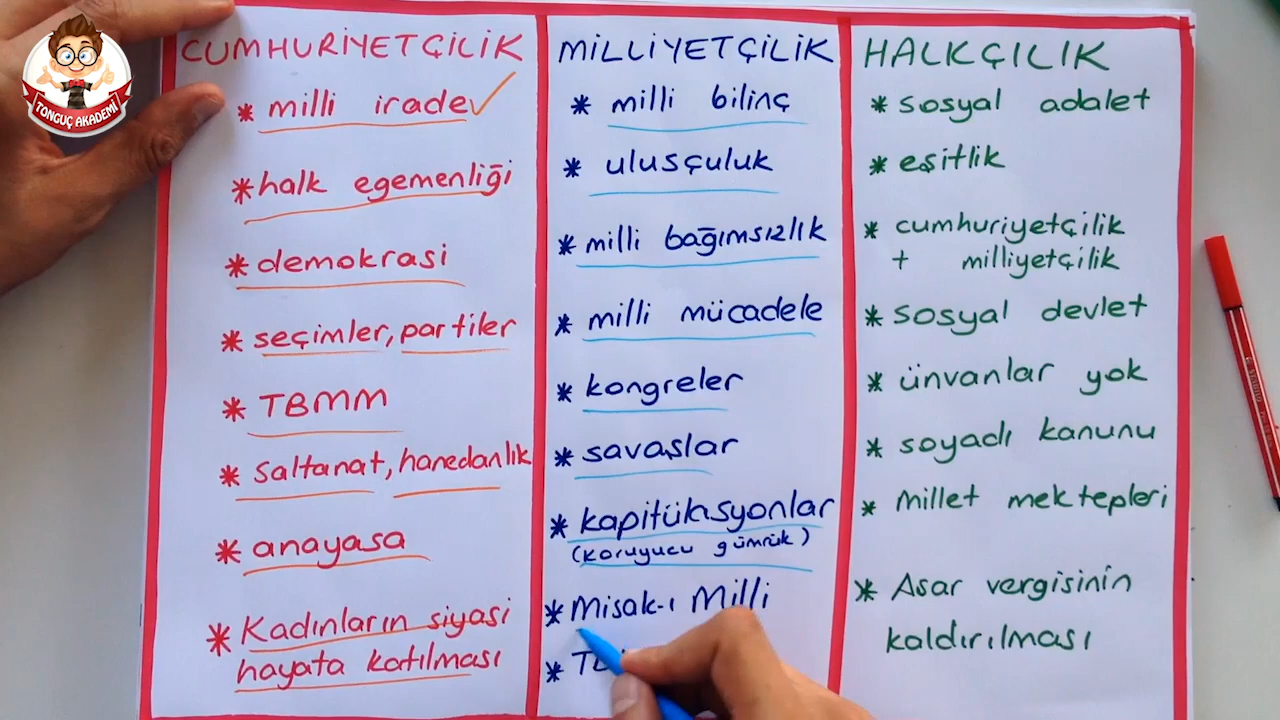 TONGUÇ AKADEMİ
CUMHURİYETÇİLİK
* milli irade✓
* halk egemenliği
* demokrasi
* seçimler, partiler
* TBMM
* saltanat, hanedanlık
* anayasa
* Kadınların siyasi
hayata katılması
MİLLİYETÇİLİK
* milli bilinç
* ulusçuluk
* milli bağımsızlık
* milli mücadele
* kongreler
* savaşlar
* kapitülasyonlar
(koruyucu gümrük)
* Misak-ı Milli
*
HALKÇILIK
* sosyal adalet
* eşitlik
* cumhuriyetçilik
+ milliyetçilik
* sosyal devlet
* ünvanlar yok
* soyadı kanunu
* Millet mektepleri
* Asar vergisinin
kaldırılması